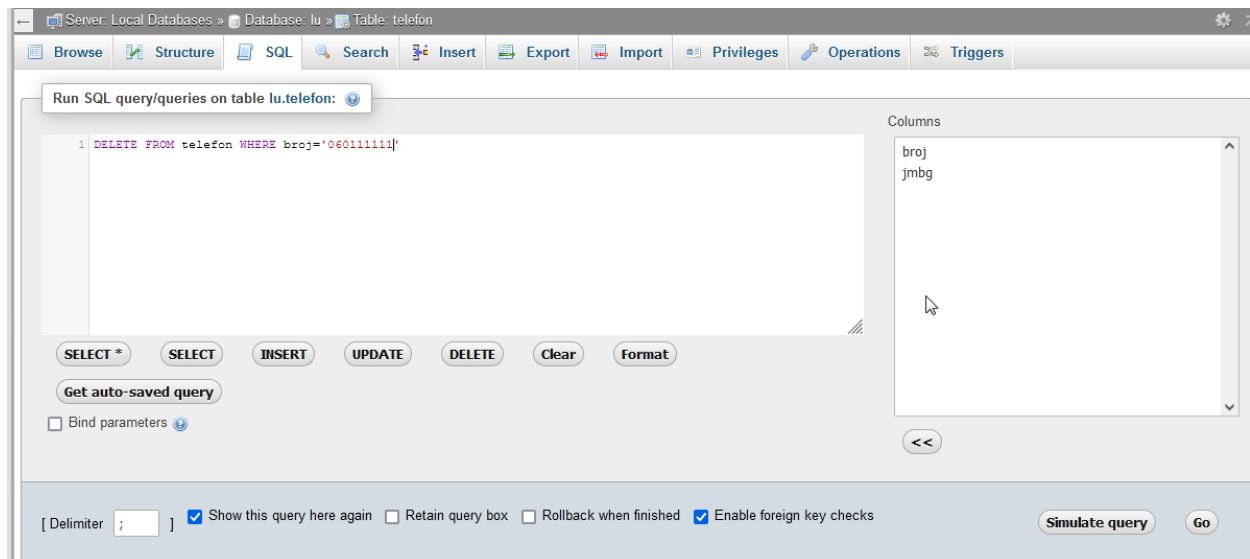 Server: Local Databases » Database: lu » Table: telefon
Browse Structure SQL Search Insert Export Import Privileges Operations Triggers
Run SQL query/queries on table lu.telefon:
Columns
1 DELETE FROM telefon WHERE broj='060111111'
broj
jmbg
SELECT * SELECT INSERT UPDATE DELETE Clear Format
Get auto-saved query
Bind parameters
<<
[ Delimiter ; ] Show this query here again Retain query box Rollback when finished Enable foreign key checks Simulate query Go